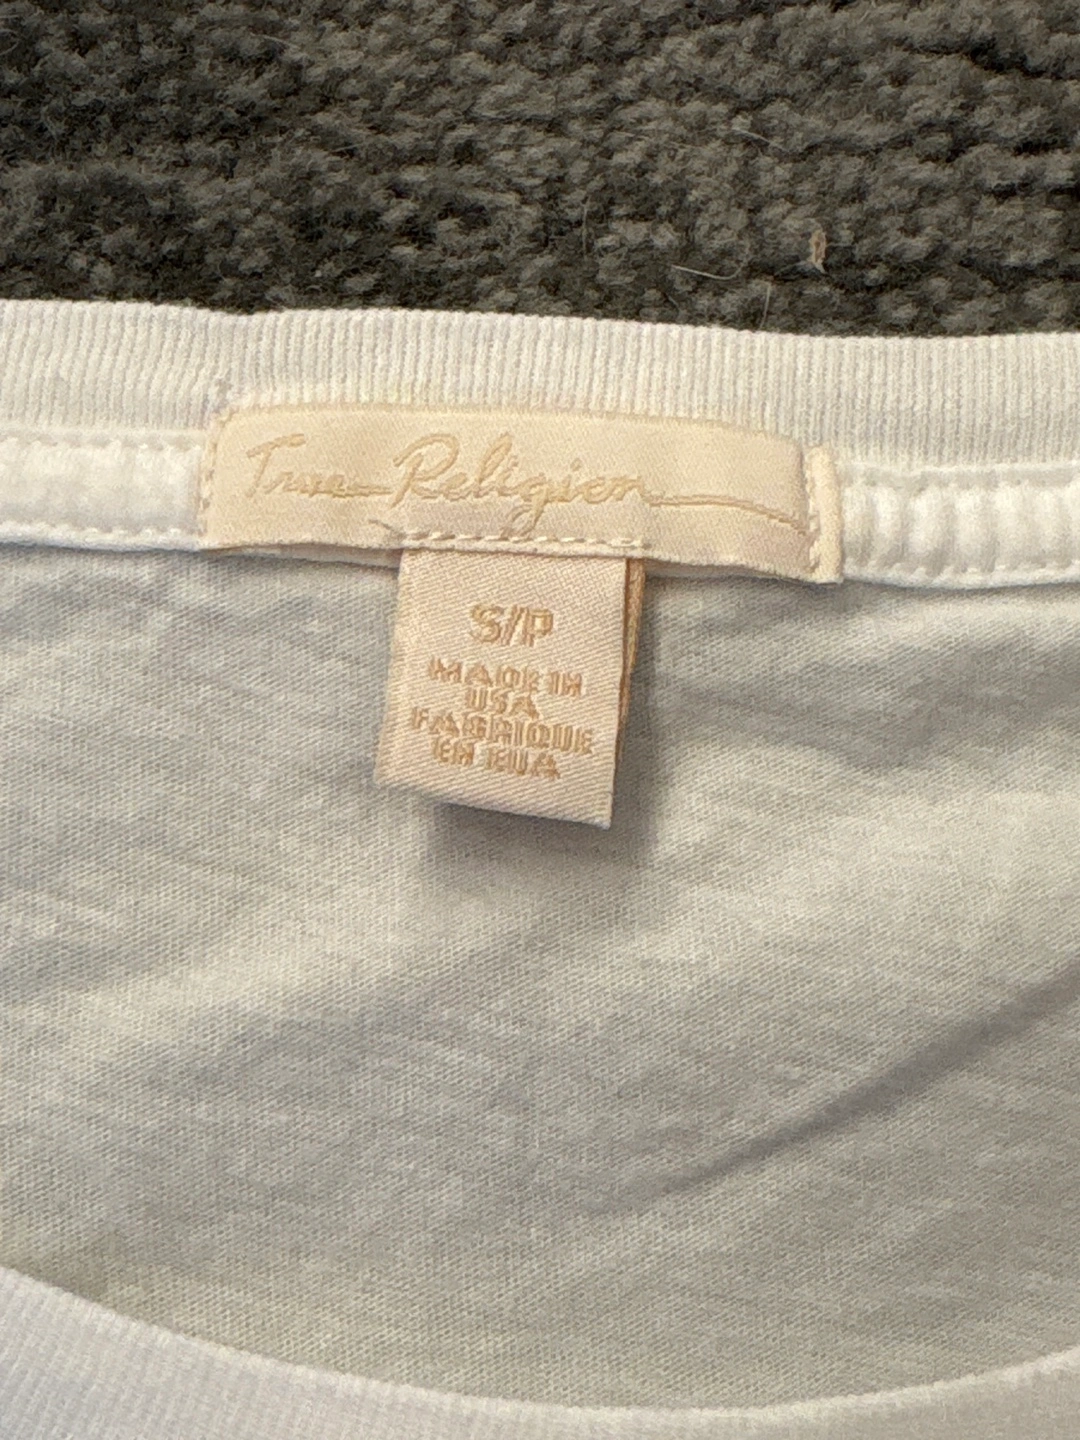 True Religion
S/P
MADE IN
USA
FABRIQUE
EN EUA